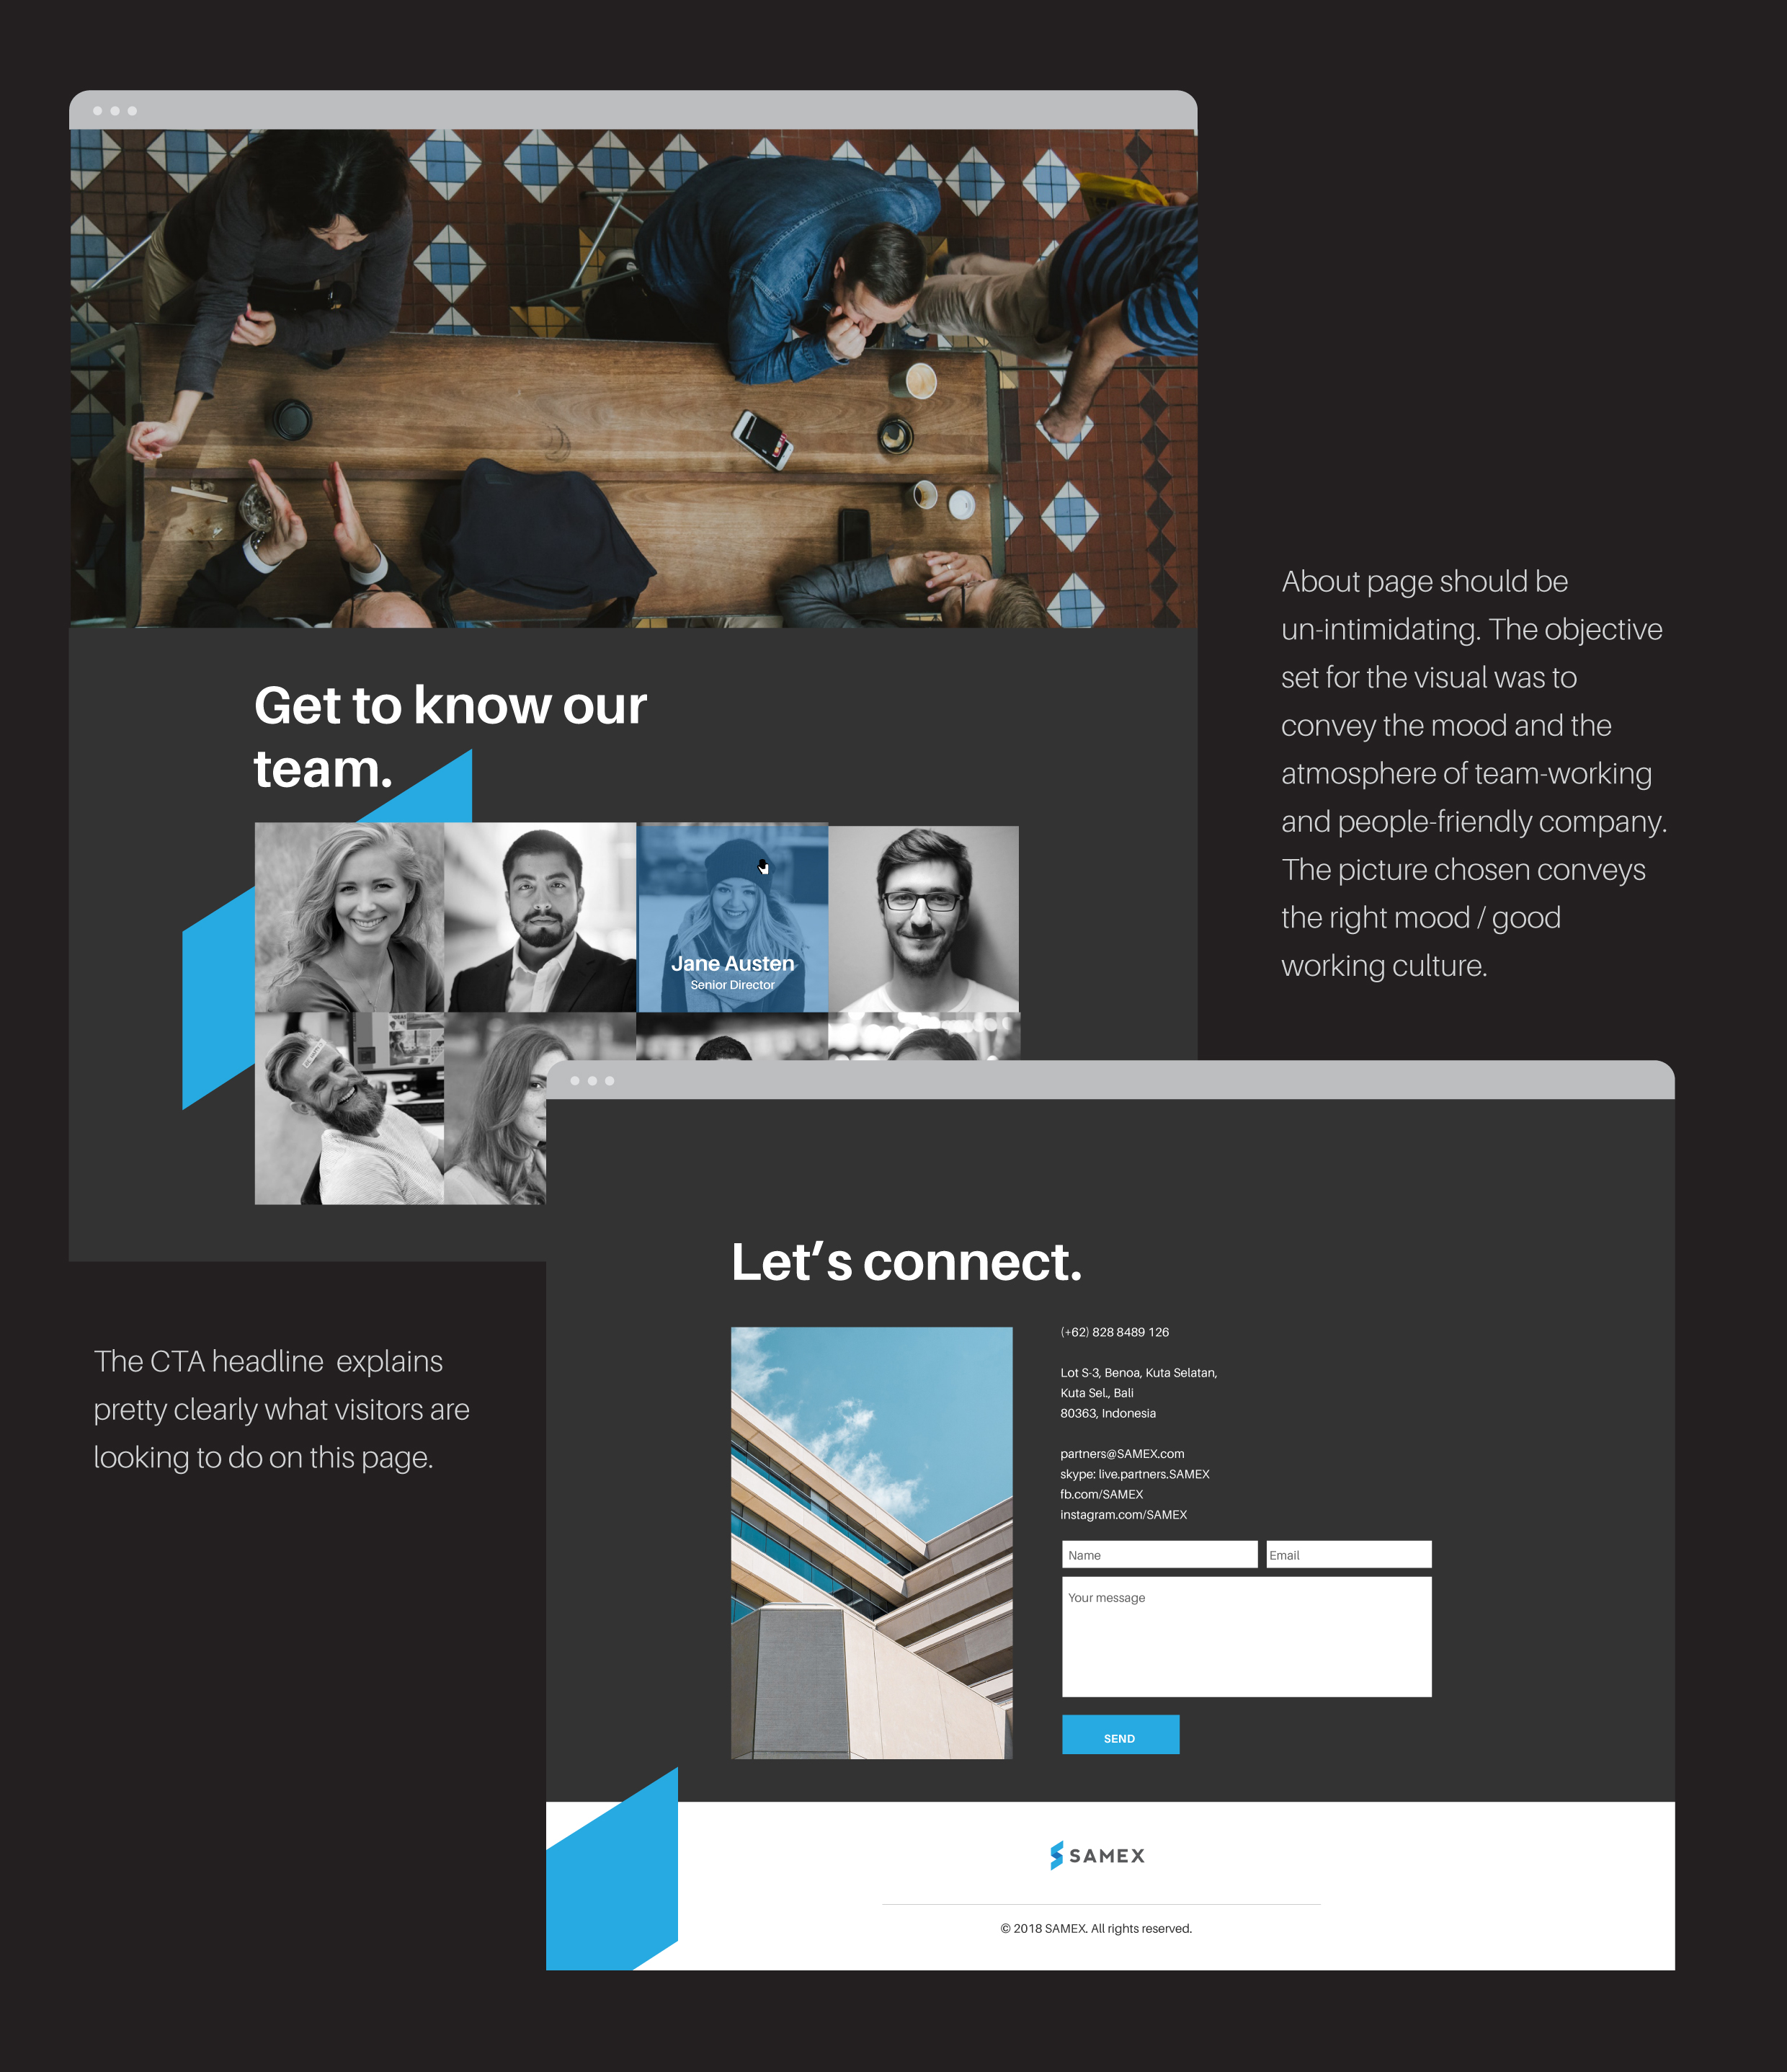 About page should be
un-intimidating. The objective
set for the visual was to
convey the mood and the
atmosphere of team-working
and people-friendly company.
The picture chosen conveys
the right mood / good
working culture.
Get to know our
team.
Jane Austen
Senior Director
The CTA headline explains
pretty clearly what visitors are
looking to do on this page.
Let's connect.
(+62) 828 8489 126
Lot S-3, Benoa, Kuta Selatan,
Kuta Sel., Bali
80363, Indonesia
partners@SAMEX.com
skype: live.partners.SAMEX
fb.com/SAMEX
instagram.com/SAMEX
Name
Email
Your message
SEND
SAMEX
© 2018 SAMEX. All rights reserved.